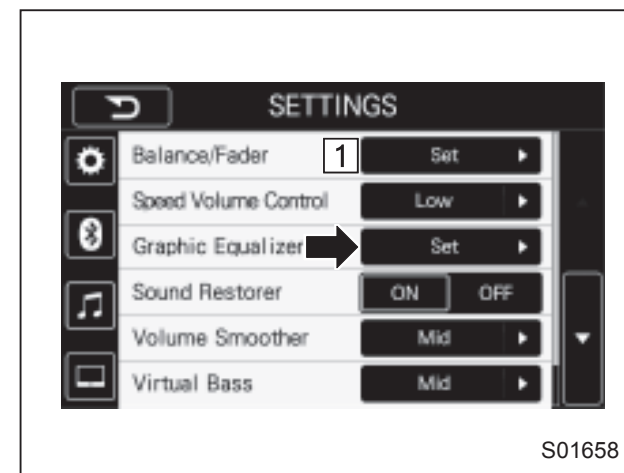 SETTINGS
Balance/Fader 1 Set
Speed Volume Control Low
Graphic Equalizer Set
Sound Restorer ON OFF
Volume Smoother Mid
Virtual Bass Mid
S01658